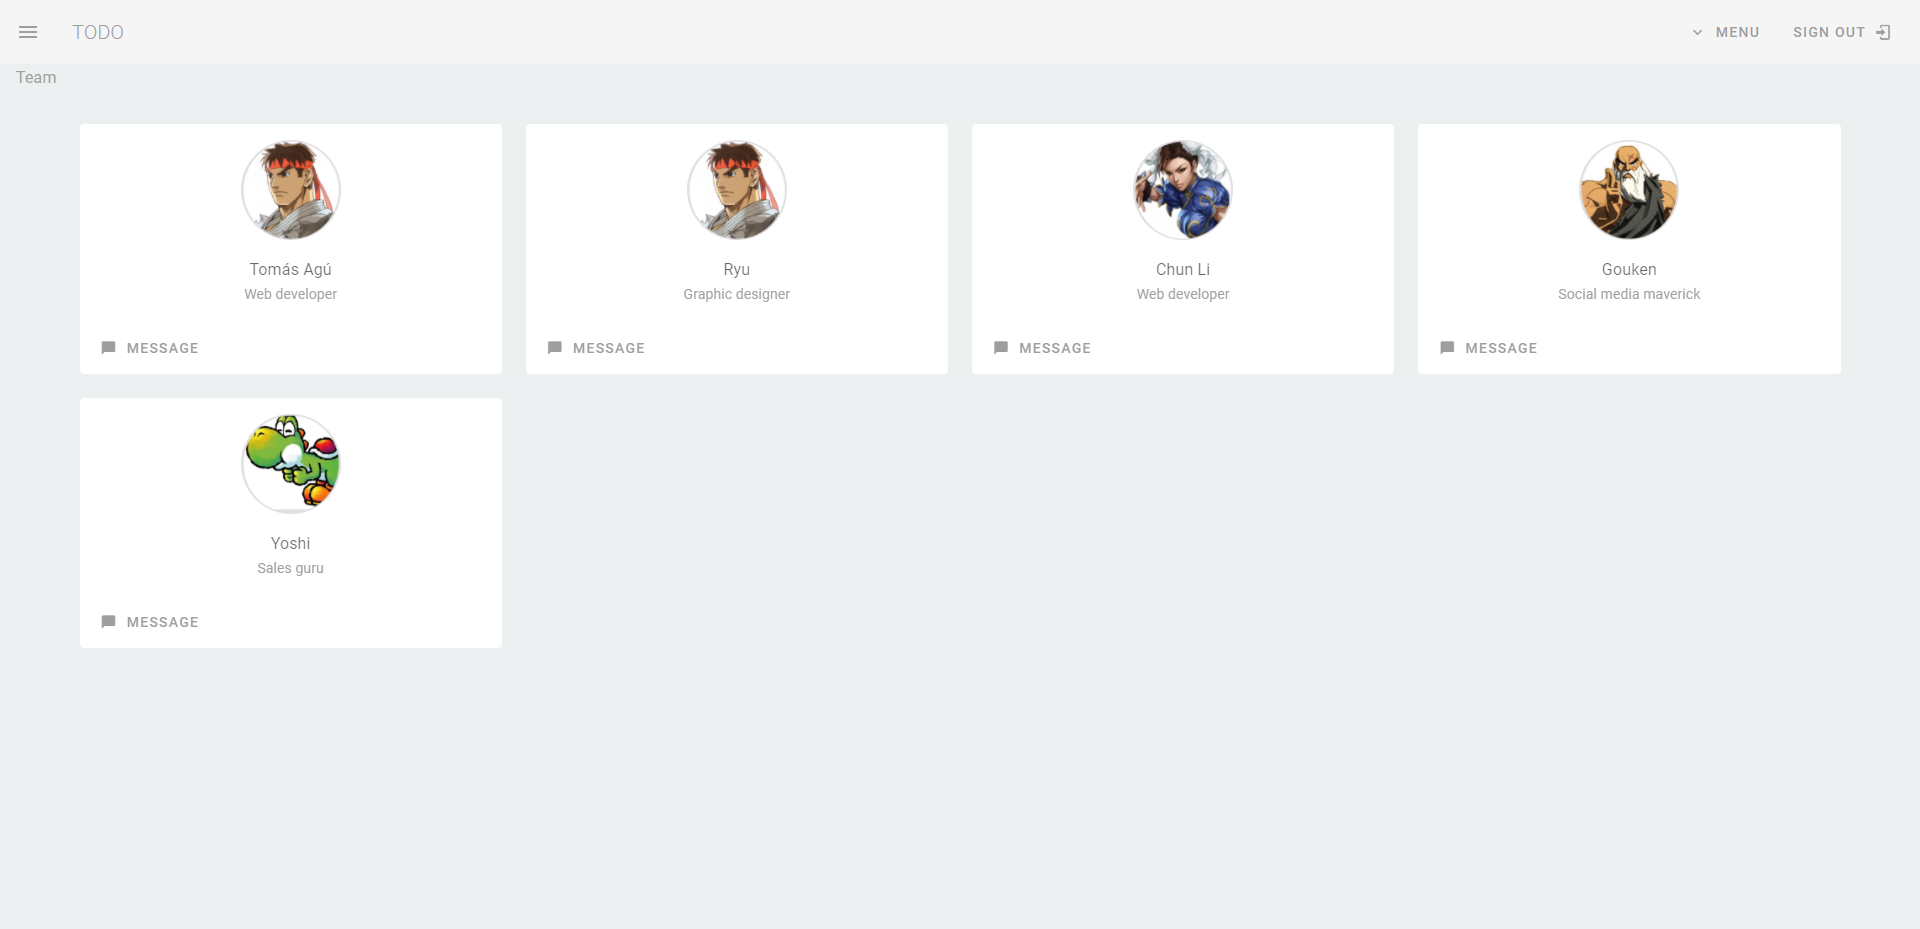 TODO
MENU
SIGN OUT
Team
Tomás Agú
Web developer
MESSAGE
Ryu
Graphic designer
MESSAGE
Chun Li
Web developer
MESSAGE
Gouken
Social media maverick
MESSAGE
Yoshi
Sales guru
MESSAGE